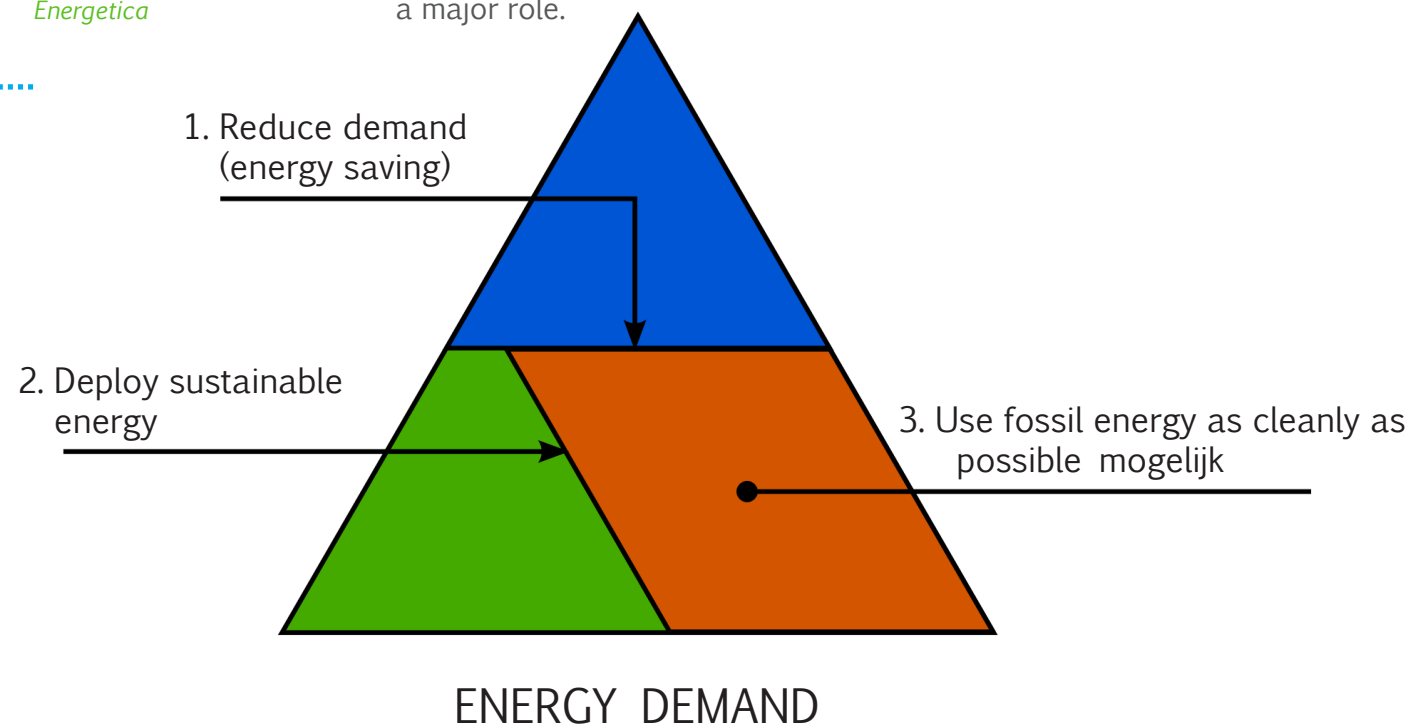 Energetica
a major role.
1. Reduce demand
(energy saving)
2. Deploy sustainable
energy
3. Use fossil energy as cleanly as
possible mogelijk
ENERGY DEMAND